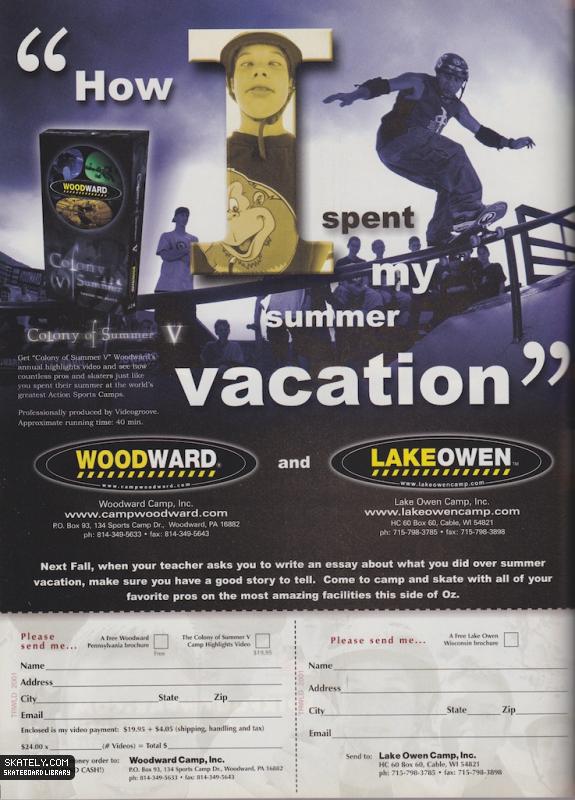 “How
I
spent
my
summer
vacation”
WOODWARD
Colony of
(V) Summer
Colony of Summer V
Get "Colony of Summer V" Woodward's
annual highlights video and see how
countless pros and skaters just like
you spent their summer at the world's
greatest Action Sports Camps.
Professionally produced by Videogroove.
Approximate running time: 40 min.
WOODWARD
www.campwoodward.com
and
LAKEOWEN™
www.lakeowencamp.com
Woodward Camp, Inc.
www.campwoodward.com
P.O. Box 93, 134 Sports Camp Dr., Woodward, PA 16882
ph: 814-349-5633 • fax: 814-349-5643
Lake Owen Camp, Inc.
www.lakeowencamp.com
HC 60 Box 60, Cable, WI 54821
ph: 715-798-3785 • fax: 715-798-3898
Next Fall, when your teacher asks you to write an essay about what you did over summer
vacation, make sure you have a good story to tell. Come to camp and skate with all of your
favorite pros on the most amazing facilities this side of Oz.
Please
send me...
A Free Woodward
Pennsylvania brochure
Free
The Colony of Summer V
Camp Highlights Video
$19.95
Name
Address
City State Zip
Email
Enclosed is my video payment: $19.95 + $4.05 (shipping, handling and tax)
$24.00 x (# Videos) = Total $
oney order to:
O CASH!)
Woodward Camp, Inc.
P.O. Box 93, 134 Sports Camp Dr., Woodward, PA 16882
ph: 814-349-5633 • fax: 814-349-5643
TRWLD 2001
Please send me...
A Free Lake Owen
Wisconsin brochure
Name
Address
City State Zip
Email
Send to: Lake Owen Camp, Inc.
HC 60 Box 60, Cable, WI 54821
ph: 715-798-3785 • fax: 715-798-3898
TRWLD 2001
SKATELY.COM
SKATEBOARD LIBRARY